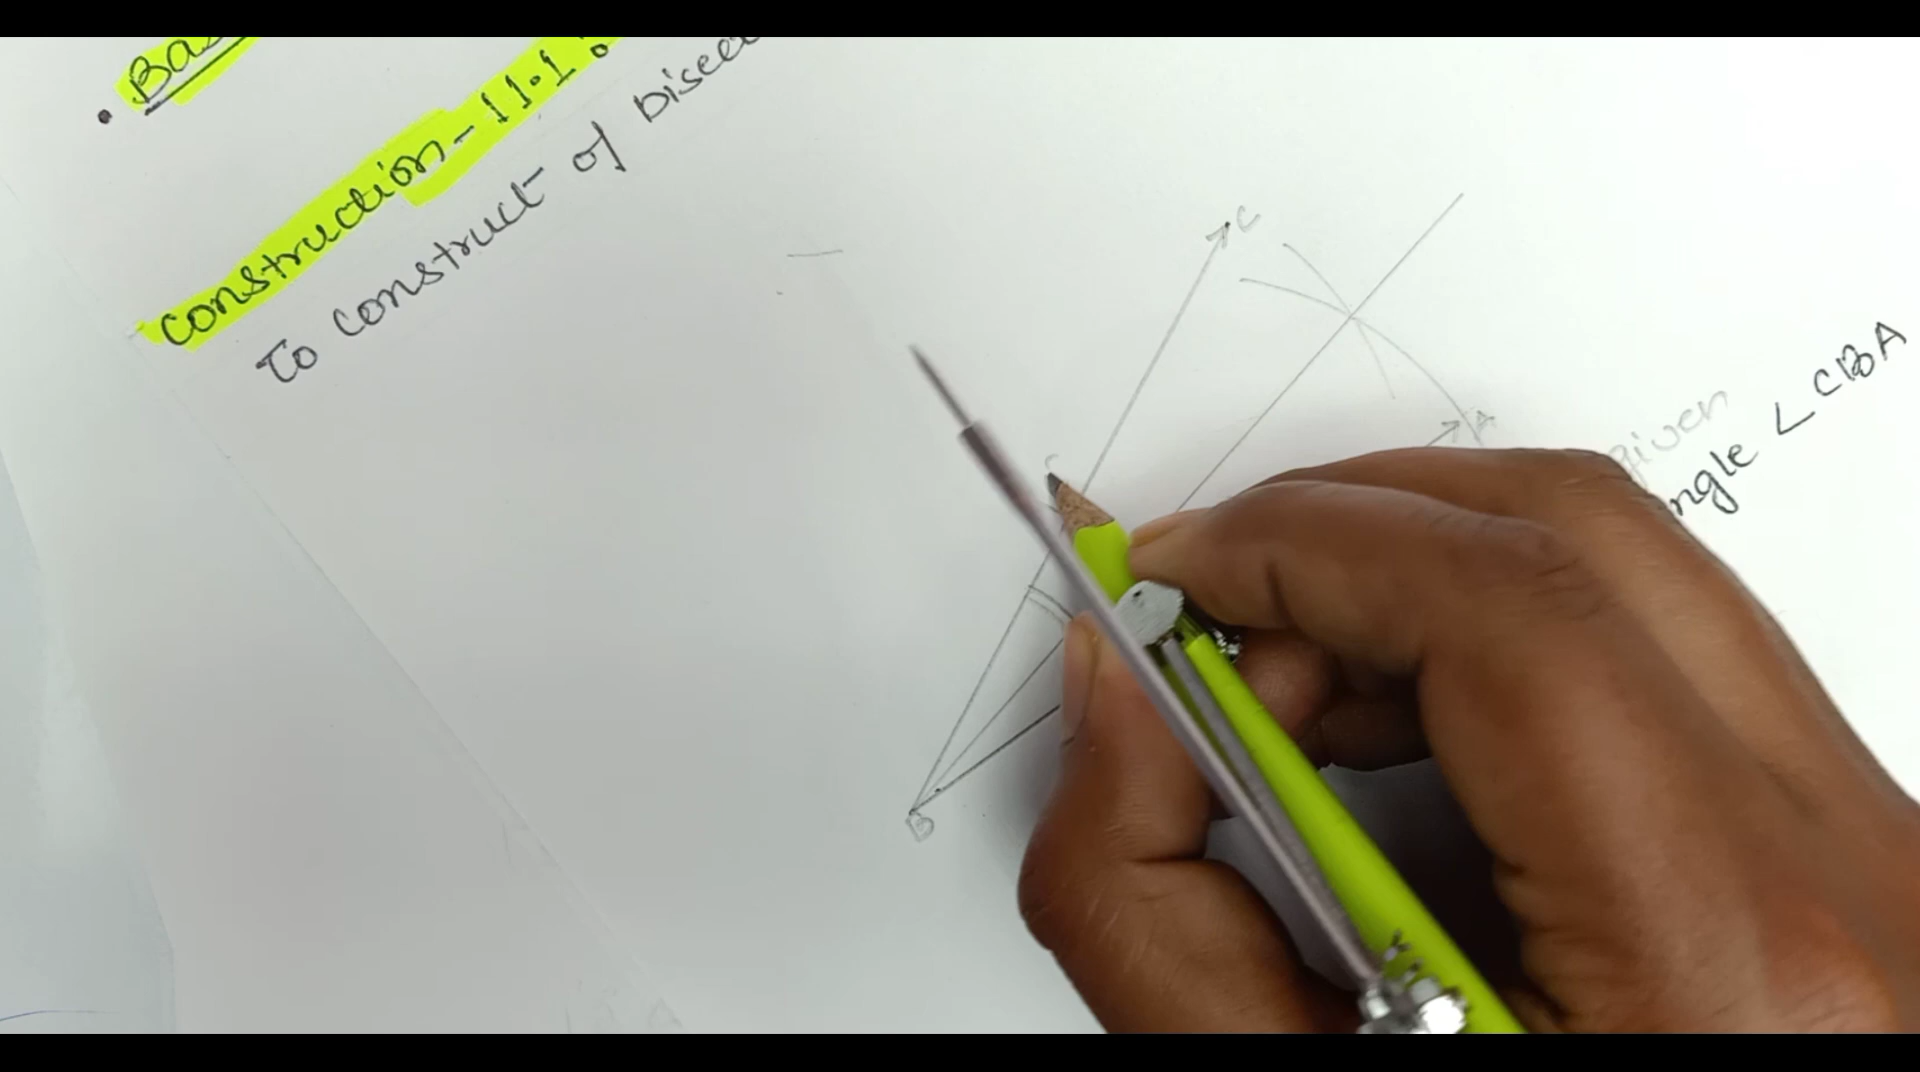 construction-11.1:
To construct of
given
angle ∠CBA
C
A
B